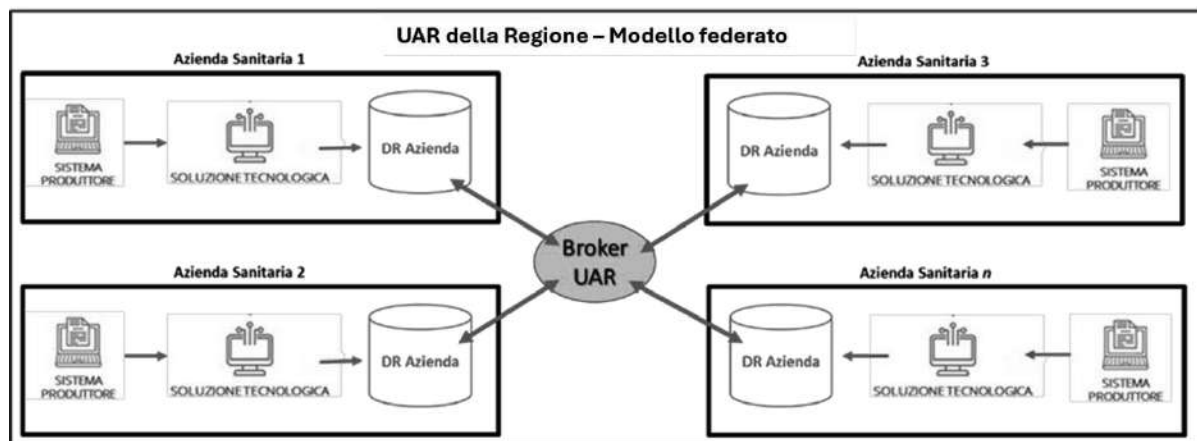 UAR della Regione – Modello federato
Azienda Sanitaria 1
SISTEMA
PRODUTTORE
SOLUZIONE TECNOLOGICA
DR Azienda
Azienda Sanitaria 3
DR Azienda
SOLUZIONE TECNOLOGICA
SISTEMA
PRODUTTORE
Broker
UAR
Azienda Sanitaria 2
SISTEMA
PRODUTTORE
SOLUZIONE TECNOLOGICA
DR Azienda
Azienda Sanitaria n
DR Azienda
SOLUZIONE TECNOLOGICA
SISTEMA
PRODUTTORE